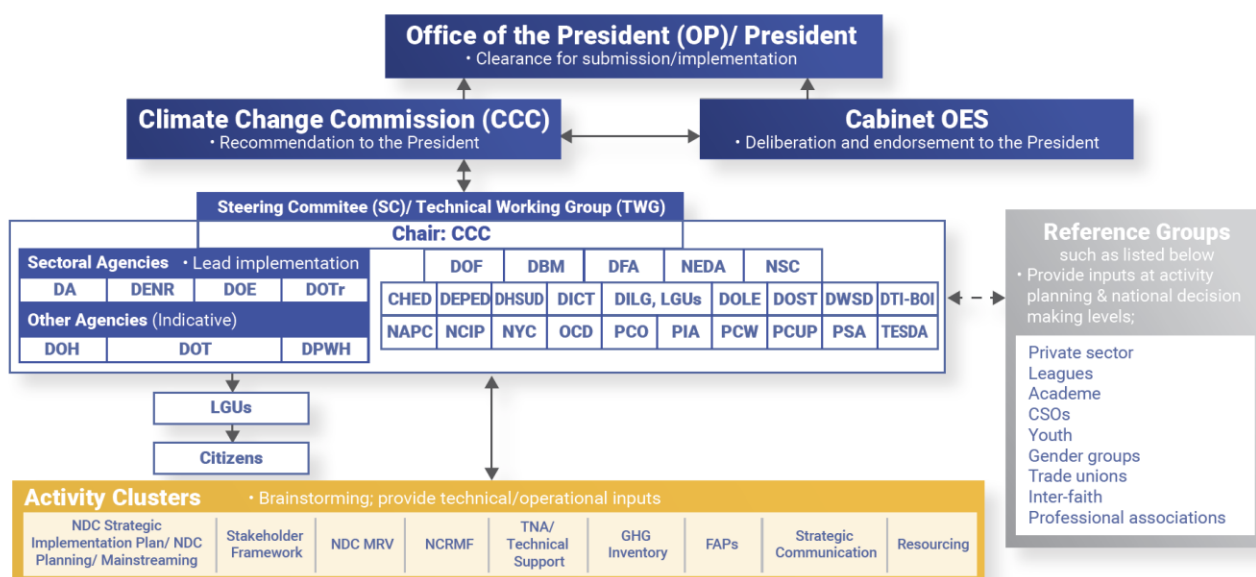 Office of the President (OP)/ President
• Clearance for submission/implementation
Climate Change Commission (CCC)
• Recommendation to the President
Cabinet OES
• Deliberation and endorsement to the President
Steering Commitee (SC)/ Technical Working Group (TWG)
Chair: CCC
Sectoral Agencies • Lead implementation
DA DENR DOE DOTr
Other Agencies (Indicative)
DOH DOT DPWH
DOF DBM DFA NEDA NSC
CHED DEPED DHSUD DICT DILG, LGUs DOLE DOST DWSD DTI-BOI
NAPC NCIP NYC OCD PCO PIA PCW PCUP PSA TESDA
LGUs
Citizens
Reference Groups
such as listed below
• Provide inputs at activity
planning & national decision
making levels;
Private sector
Leagues
Academe
CSOs
Youth
Gender groups
Trade unions
Inter-faith
Professional associations
Activity Clusters • Brainstorming; provide technical/operational inputs
NDC Strategic
Implementation Plan/ NDC
Planning/ Mainstreaming
Stakeholder
Framework
NDC MRV
NCRMF
TNA/
Technical
Support
GHG
Inventory
FAPs
Strategic
Communication
Resourcing